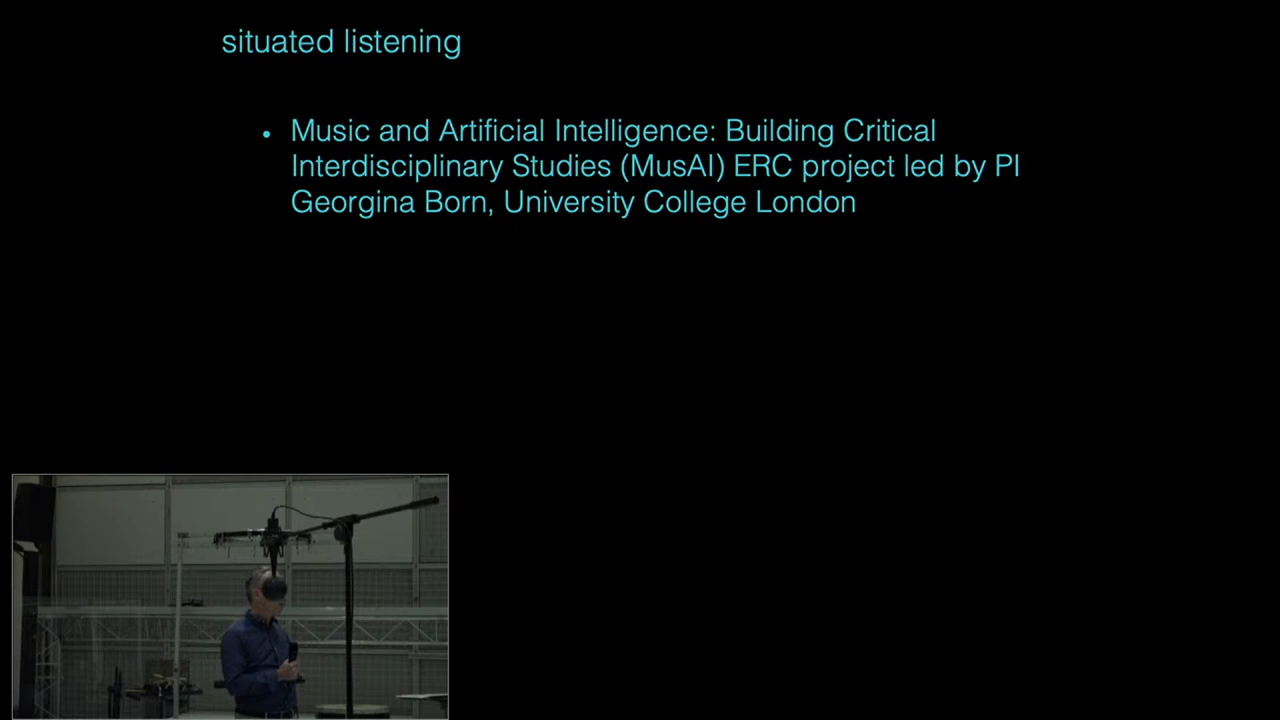 situated listening
• Music and Artificial Intelligence: Building Critical
Interdisciplinary Studies (MusAI) ERC project led by PI
Georgina Born, University College London